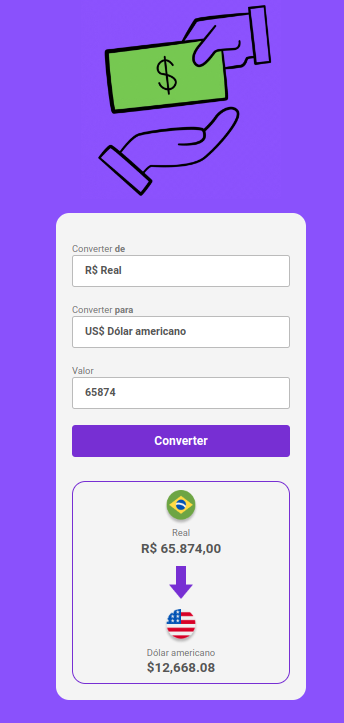 $
Converter de
R$ Real
Converter para
US$ Dólar americano
Valor
65874
Converter
Real
R$ 65.874,00
Dólar americano
$12,668.08